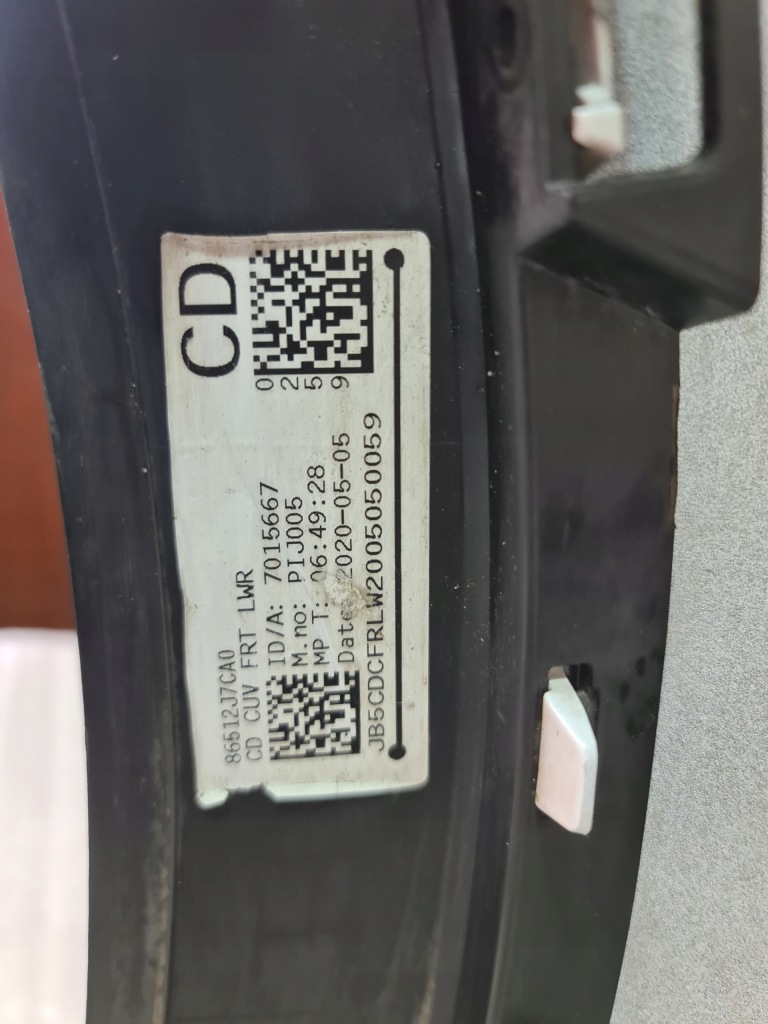 CD
0
2
5
9
86512J7CA0
CD CUV FRT LWR
ID/A: 7015667
M.no: PIJ005
MP T: 06:49:28
Date: 2020-05-05
JB5CDCFRLW2005050059